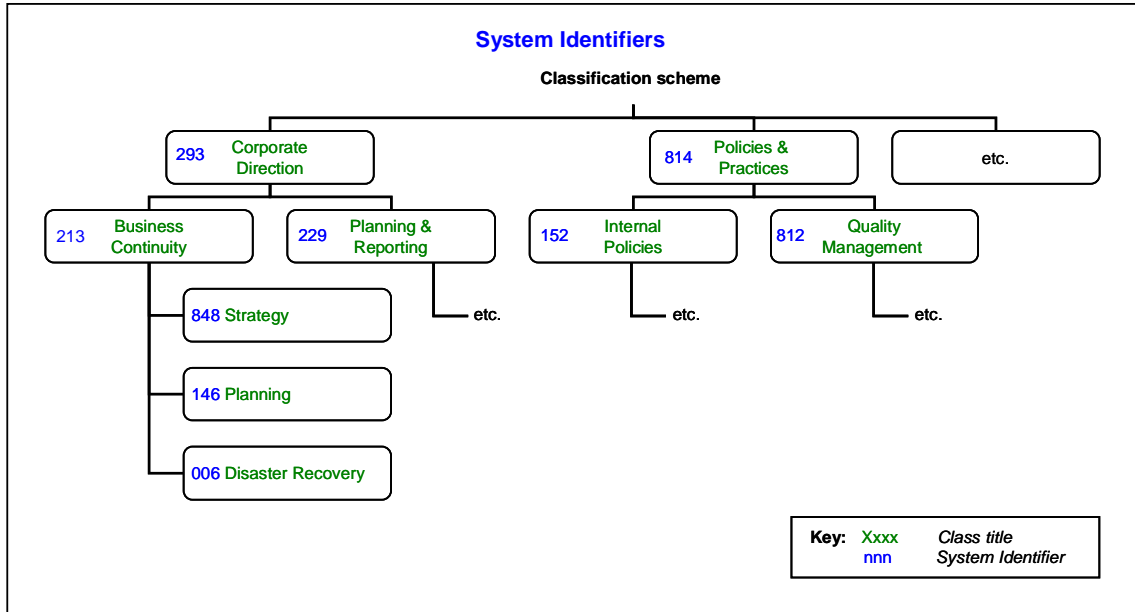 System Identifiers
Classification scheme
293 Corporate
Direction
814 Policies &
Practices
etc.
213 Business
Continuity
229 Planning &
Reporting
152 Internal
Policies
812 Quality
Management
848 Strategy
etc.
etc.
etc.
146 Planning
006 Disaster Recovery
Key: Xxxx Class title
nnn System Identifier